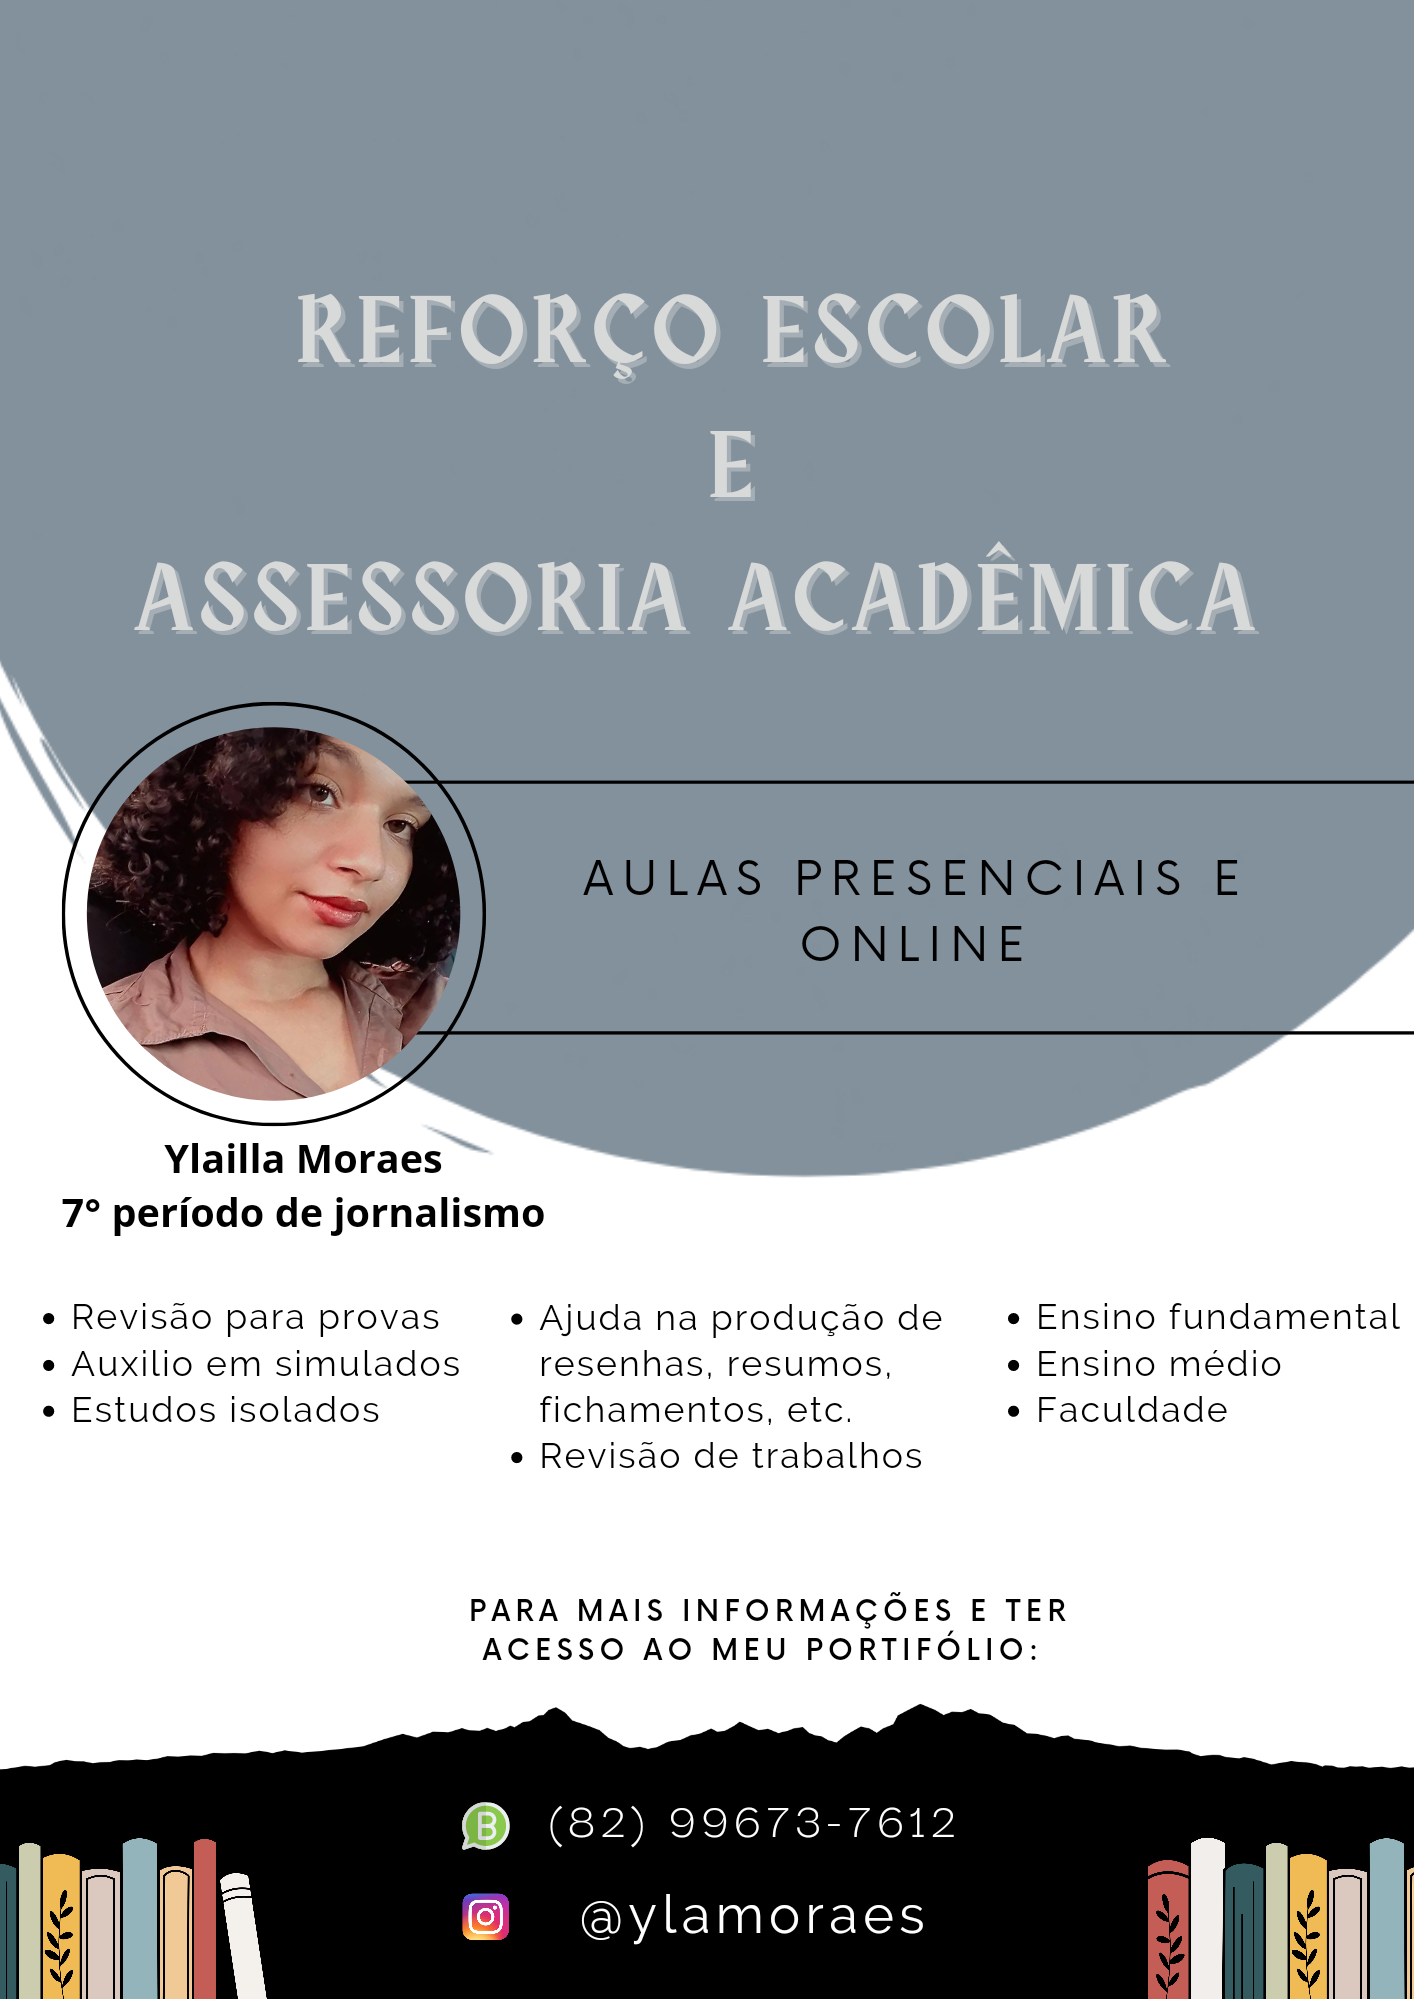 REFORÇO ESCOLAR
E
ASSESSORIA ACADÊMICA
AULAS PRESENCIAIS E
ONLINE
Ylailla Moraes
7° período de jornalismo
• Revisão para provas
• Auxilio em simulados
• Estudos isolados
• Ajuda na produção de
resenhas, resumos,
fichamentos, etc.
• Revisão de trabalhos
• Ensino fundamental
• Ensino médio
• Faculdade
PARA MAIS INFORMAÇÕES E TER
ACESSO AO MEU PORTIFÓLIO:
B (82) 99673-7612
@ylamoraes